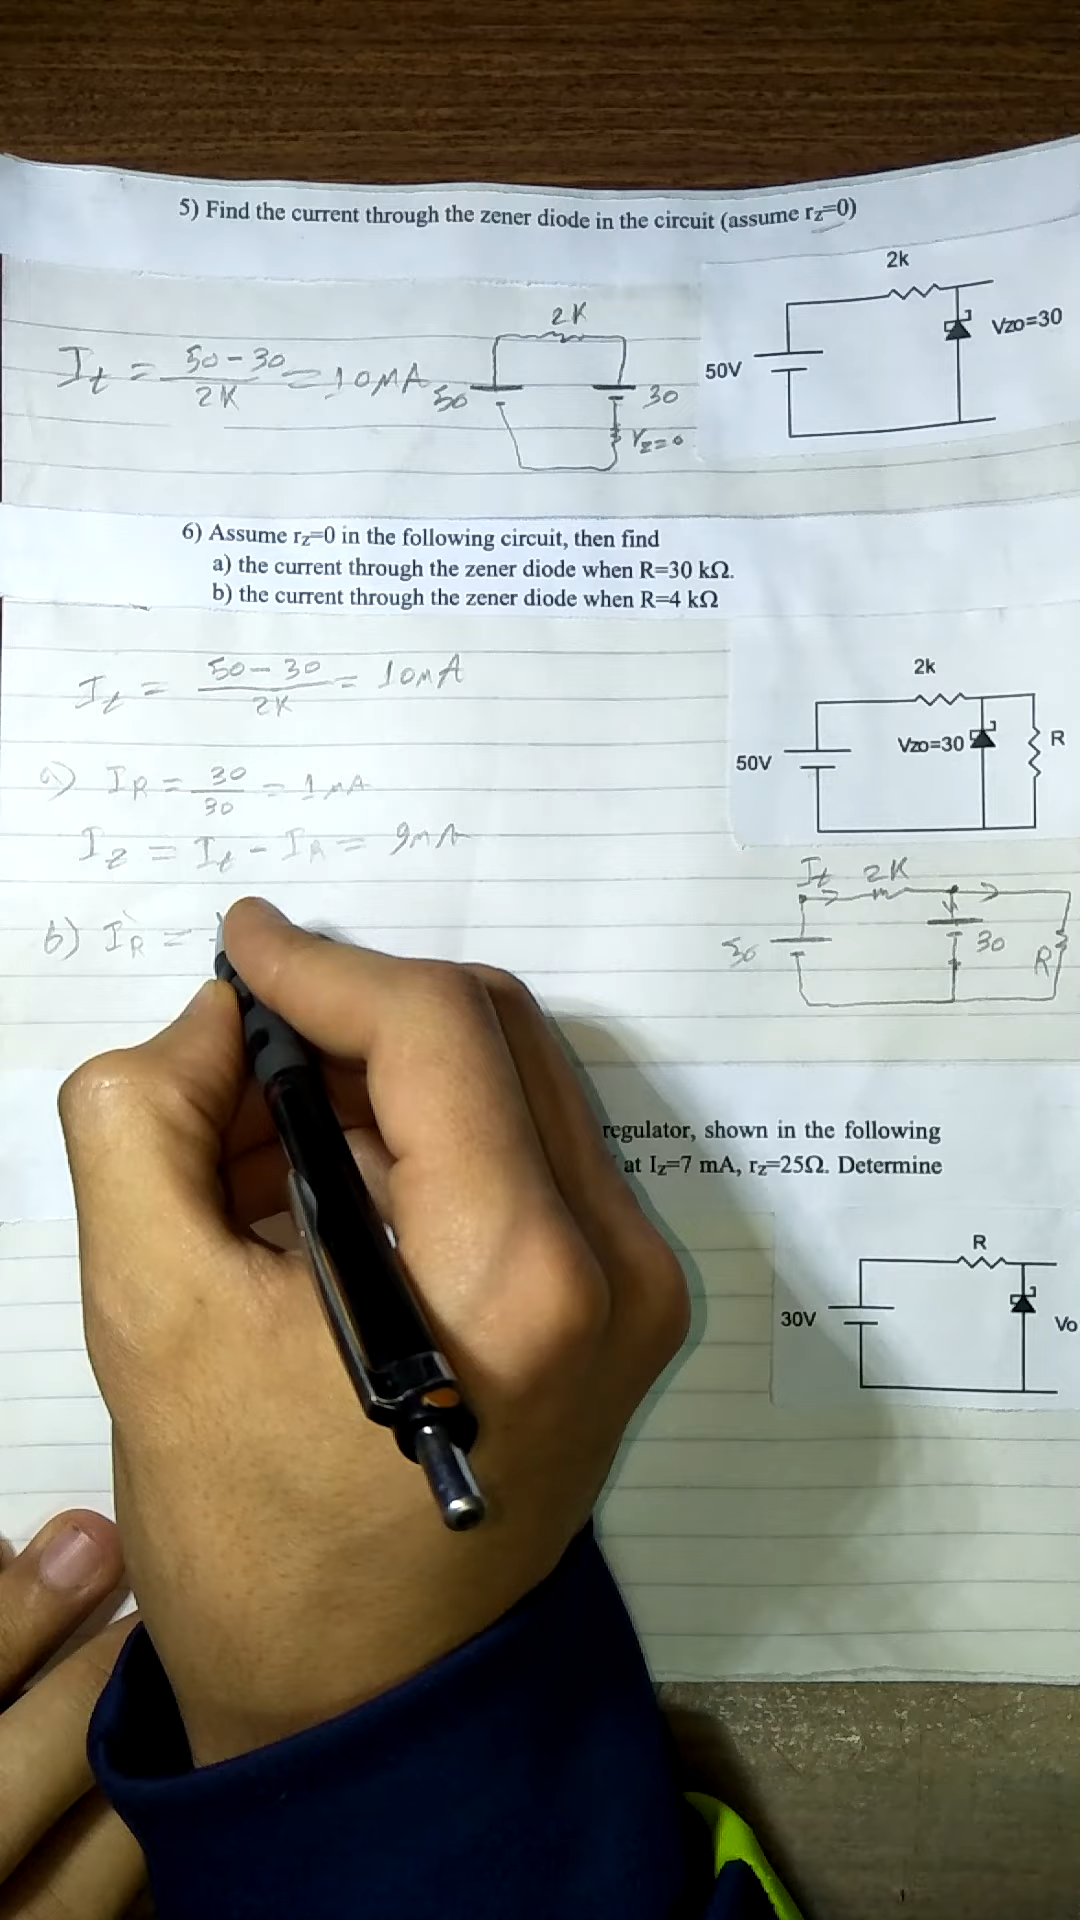 5) Find the current through the zener diode in the circuit (assume rz=0)
2k
50V
Vzo=30
It = 50-30 / 2K = 10mA
2K
50
30
rz=0
6) Assume rz=0 in the following circuit, then find
a) the current through the zener diode when R=30 kΩ.
b) the current through the zener diode when R=4 kΩ
2k
50V
Vzo=30
R
It = 50-30 / 2K = 10mA
a) IR = 30 / 30 = 1mA
Iz = It - IR = 9mA
It 2K
50
30
R
b) IR =
regulator, shown in the following
at Iz=7 mA, rz=25Ω. Determine
R
30V
Vo